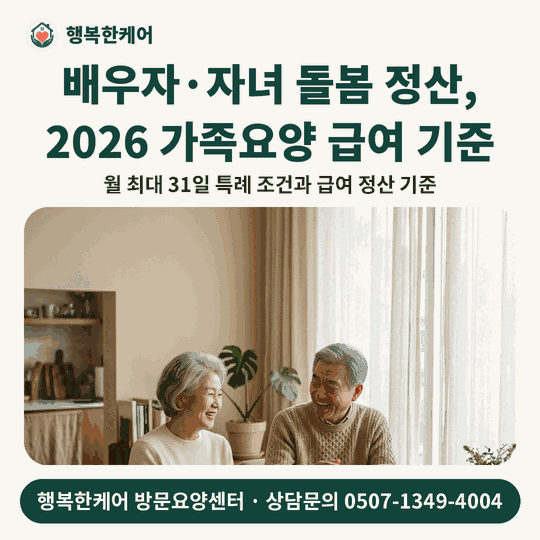 행복한케어
배우자·자녀 돌봄 정산,
2026 가족요양 급여 기준
월 최대 31일 특례 조건과 급여 정산 기준
행복한케어 방문요양센터 · 상담문의 0507-1349-4004